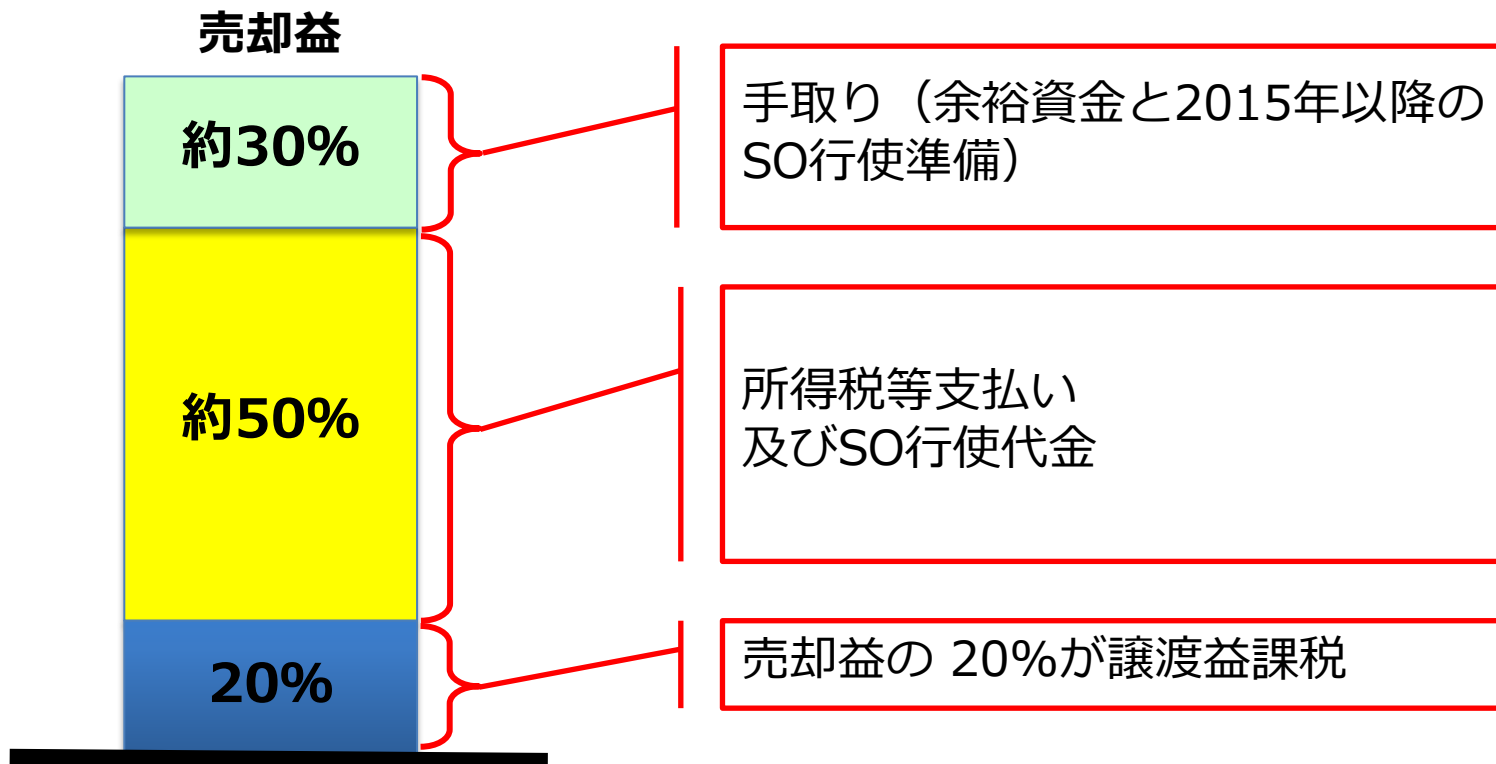 売却益
約30%
手取り（余裕資金と2015年以降の
SO行使準備）
約50%
所得税等支払い
及びSO行使代金
20%
売却益の 20%が譲渡益課税